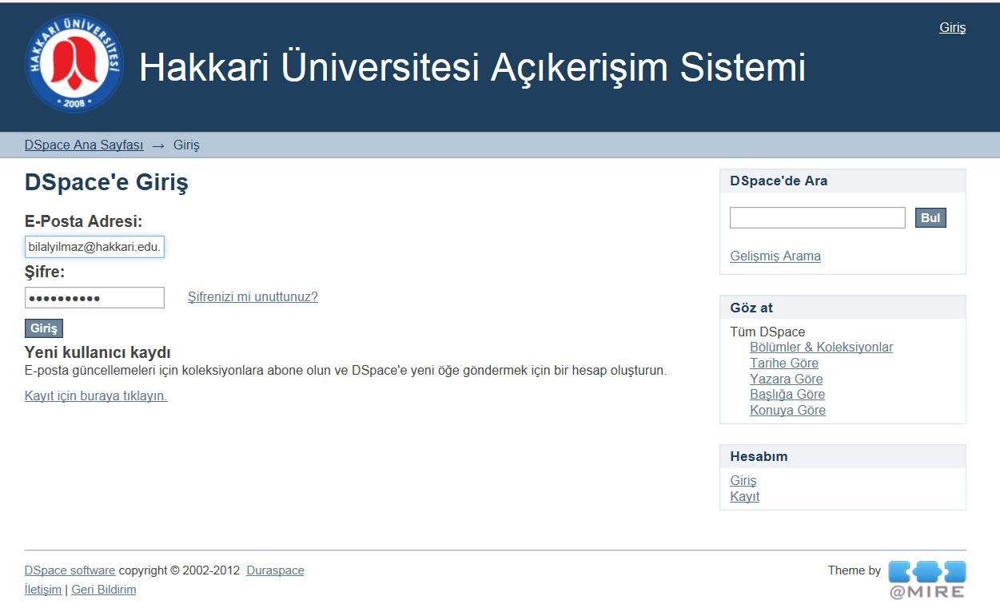 HAKKARİ ÜNİVERSİTESİ
• 2008 •
Giriş
Hakkari Üniversitesi Açıkerişim Sistemi
DSpace Ana Sayfası → Giriş
DSpace'e Giriş
E-Posta Adresi:
bilalyilmaz@hakkari.edu.
Şifre:
●●●●●●●●●● Şifrenizi mi unuttunuz?
Giriş
Yeni kullanıcı kaydı
E-posta güncellemeleri için koleksiyonlara abone olun ve DSpace'e yeni öğe göndermek için bir hesap oluşturun.
Kayıt için buraya tıklayın.
DSpace'de Ara
Bul
Gelişmiş Arama
Göz at
Tüm DSpace
Bölümler & Koleksiyonlar
Tarihe Göre
Yazara Göre
Başlığa Göre
Konuya Göre
Hesabım
Giriş
Kayıt
DSpace software copyright © 2002-2012 Duraspace
İletişim | Geri Bildirim
Theme by
@MIRE